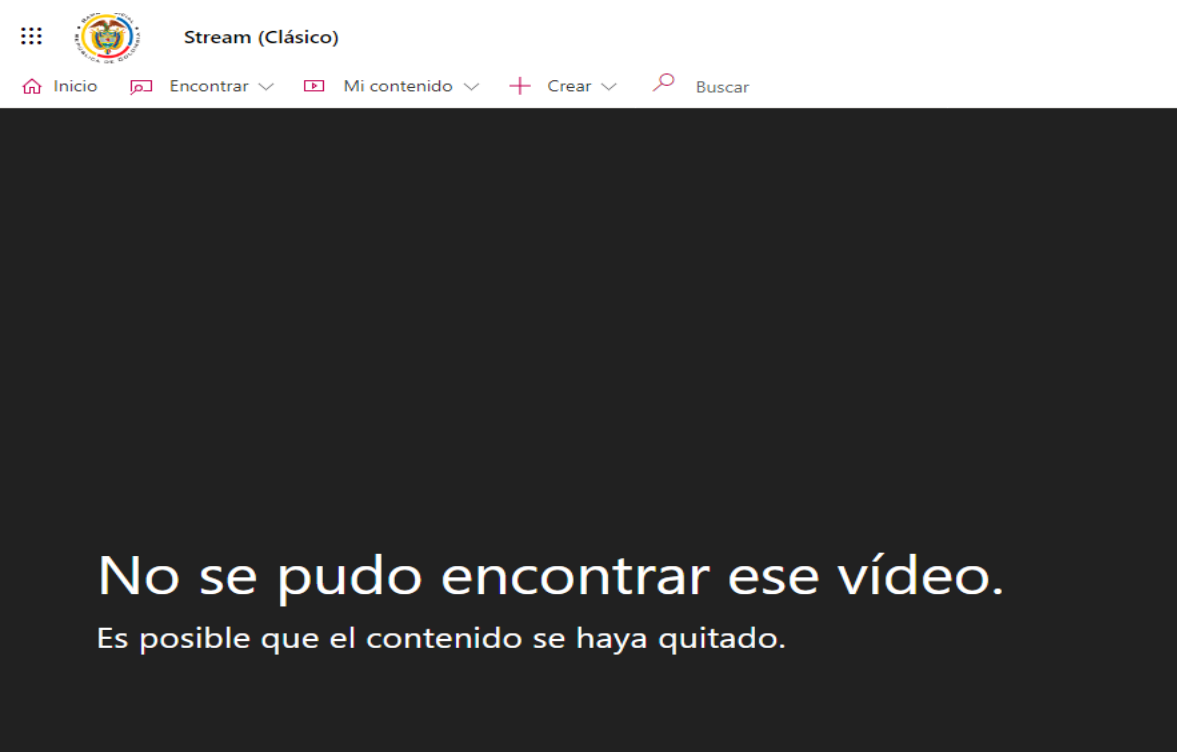 Stream (Clásico)
Inicio Encontrar Mi contenido Crear Buscar
No se pudo encontrar ese vídeo.
Es posible que el contenido se haya quitado.